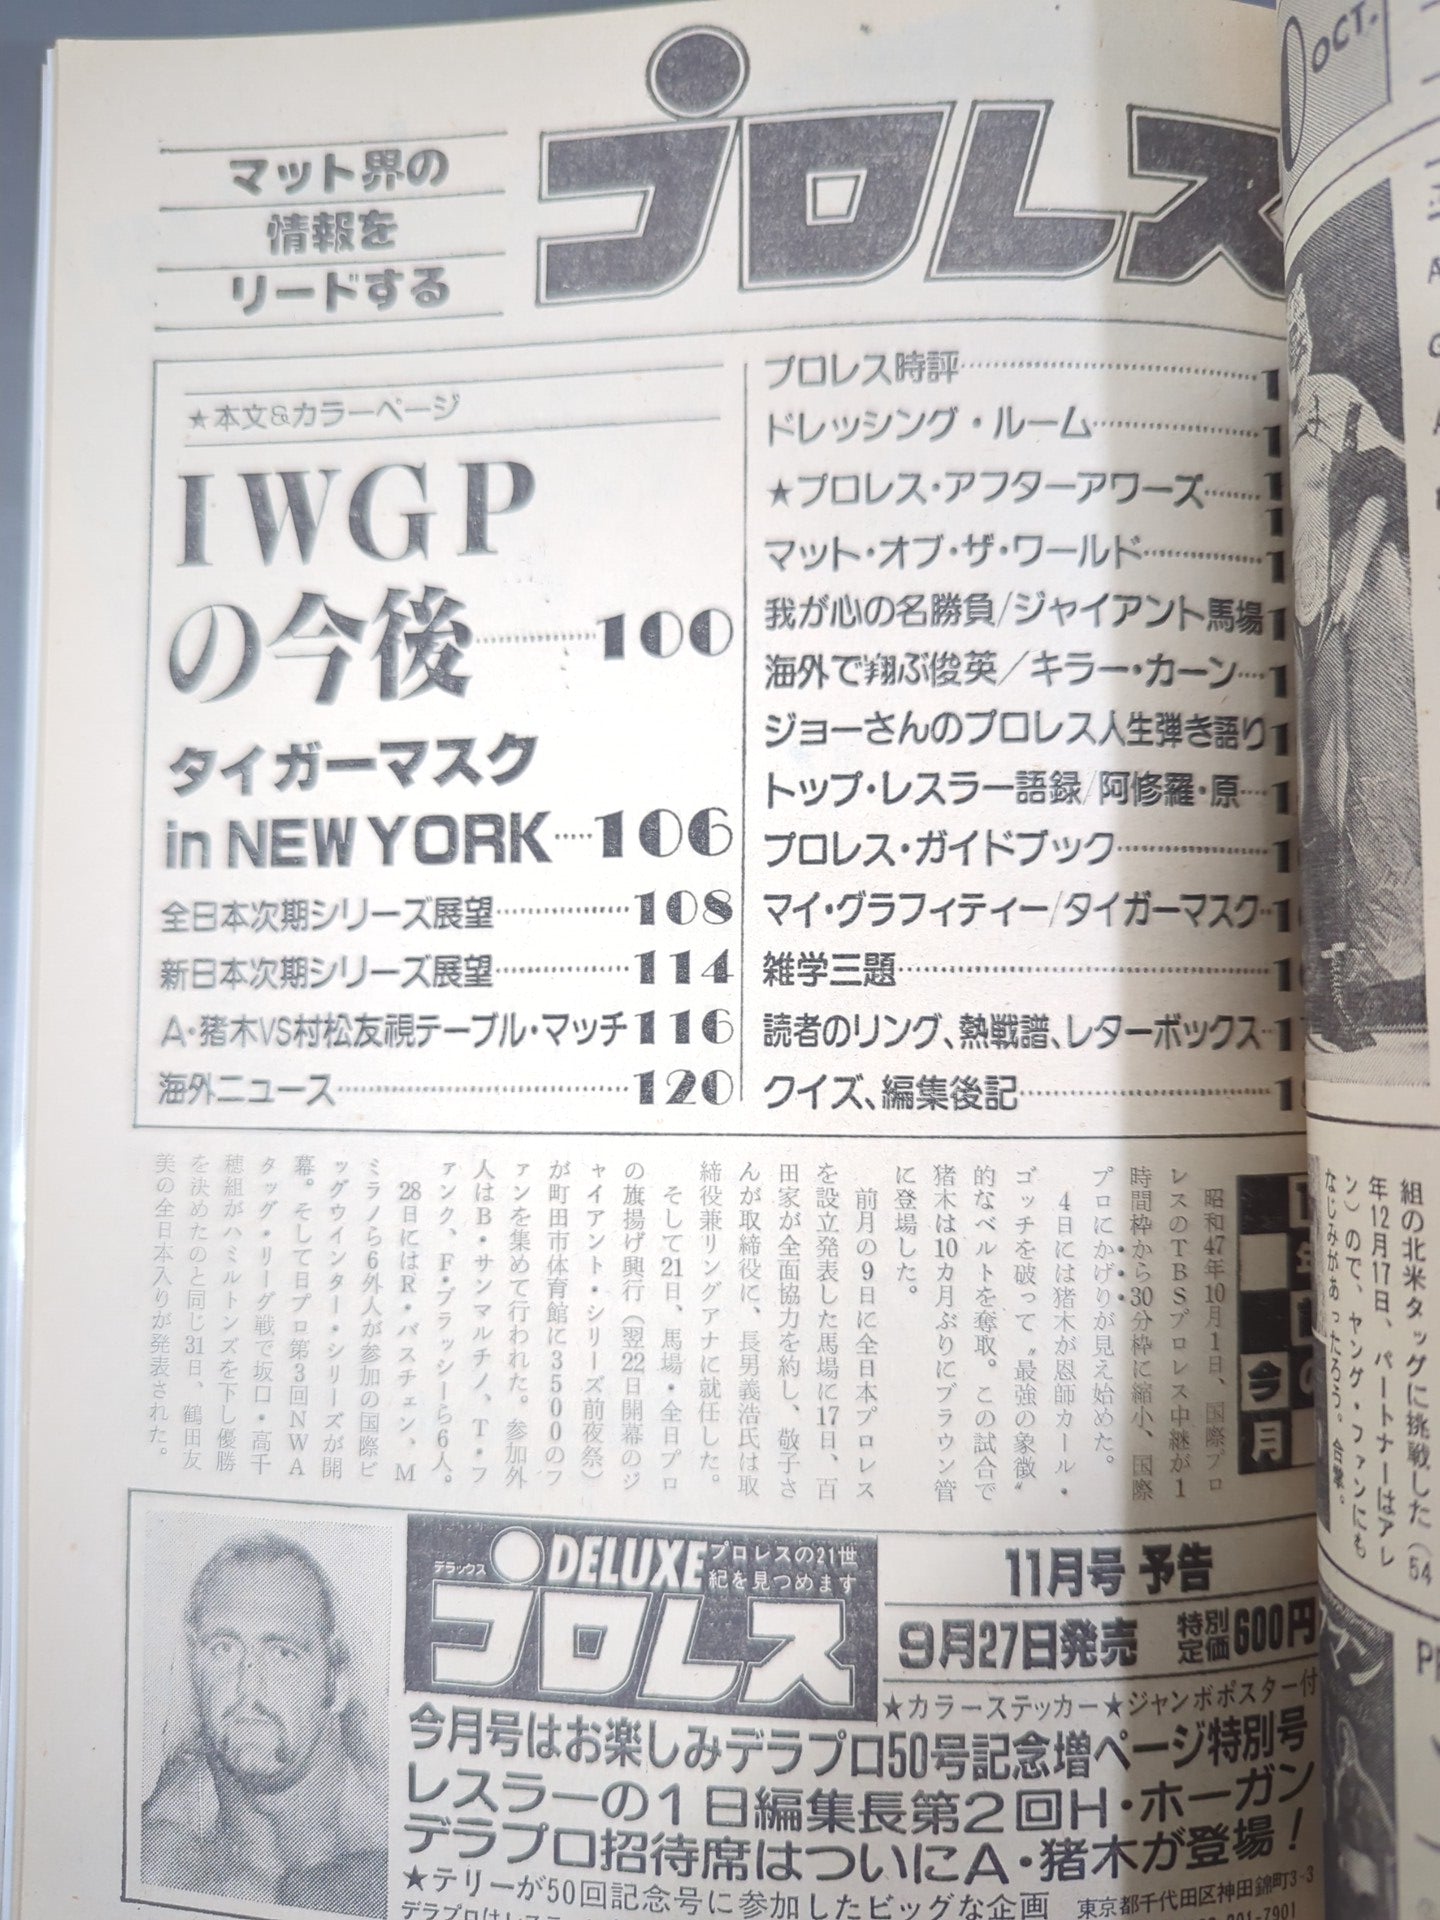 マット界の
情報を
リードする
プロレス
★本文&カラーページ
IWGP
の今後……100
タイガーマスク
in NEW YORK……106
全日本次期シリーズ展望……108
新日本次期シリーズ展望……114
A・猪木VS村松友視テーブル・マッチ116
海外ニュース……120
プロレス時評……1
ドレッシング・ルーム……1
★プロレス・アフターアワーズ……1
マット・オブ・ザ・ワールド……1
我が心の名勝負/ジャイアント馬場1
海外で翔ぶ俊英/キラー・カーン……1
ジョーさんのプロレス人生弾き語り1
トップ・レスラー語録/阿修羅・原……1
プロレス・ガイドブック……1
マイ・グラフィティー/タイガーマスク…1
雑学三題……1
読者のリング、熱戦譜、レターボックス…1
クイズ、編集後記……1
今月
昭和47年10月1日、国際プロ
レスのTBSプロレス中継が1
時間枠から30分枠に縮小、国際
プロにかげりが見え始めた。
4日には猪木が恩師カール・
ゴッチを破って〝最強の象徴〟
的なベルトを奪取。この試合で
猪木は10カ月ぶりにブラウン管
に登場した。
前月の9日に全日本プロレス
を設立発表した馬場に17日、百
田家が全面協力を約し、敬子さ
んが取締役に、長男義浩氏は取
締役兼リングアナに就任した。
そして21日、馬場・全日プロ
の旗揚げ興行（翌22日開幕のジ
ャイアント・シリーズ前夜祭）
が町田市体育館に3500のフ
ァンを集めて行われた。参加外
人はB・サンマルチノ、T・フ
ァンク、F・ブラッシーら6人。
28日にはR・バスチェン、M
ミラノら6外人が参加の国際ビ
ッグウインター・シリーズが開
幕。そして日プロ第3回NWA
タッグ・リーグ戦で坂口・高千
穂組がハミルトンズを下し優勝
を決めたのと同じ31日、鶴田友
美の全日本入りが発表された。
デラックス
DELUXE
プロレス
プロレスの21世
紀を見つめます
11月号 予告
9月27日発売 特別定価600円
★カラーステッカー★ジャンボポスター付
今月号はお楽しみデラプロ50号記念増ページ特別号
レスラーの1日編集長第2回H・ホーガン
デラプロ招待席はついにA・猪木が登場！
★テリーが50回記念号に参加したビッグな企画
東京都千代田区神田錦町3-3
201-7901
OCT.
組の北米タッグに挑戦した（54
年12月17日、パートナーはアレ
ン）ので、ヤング・ファンにも
なじみがあったろう。合掌。